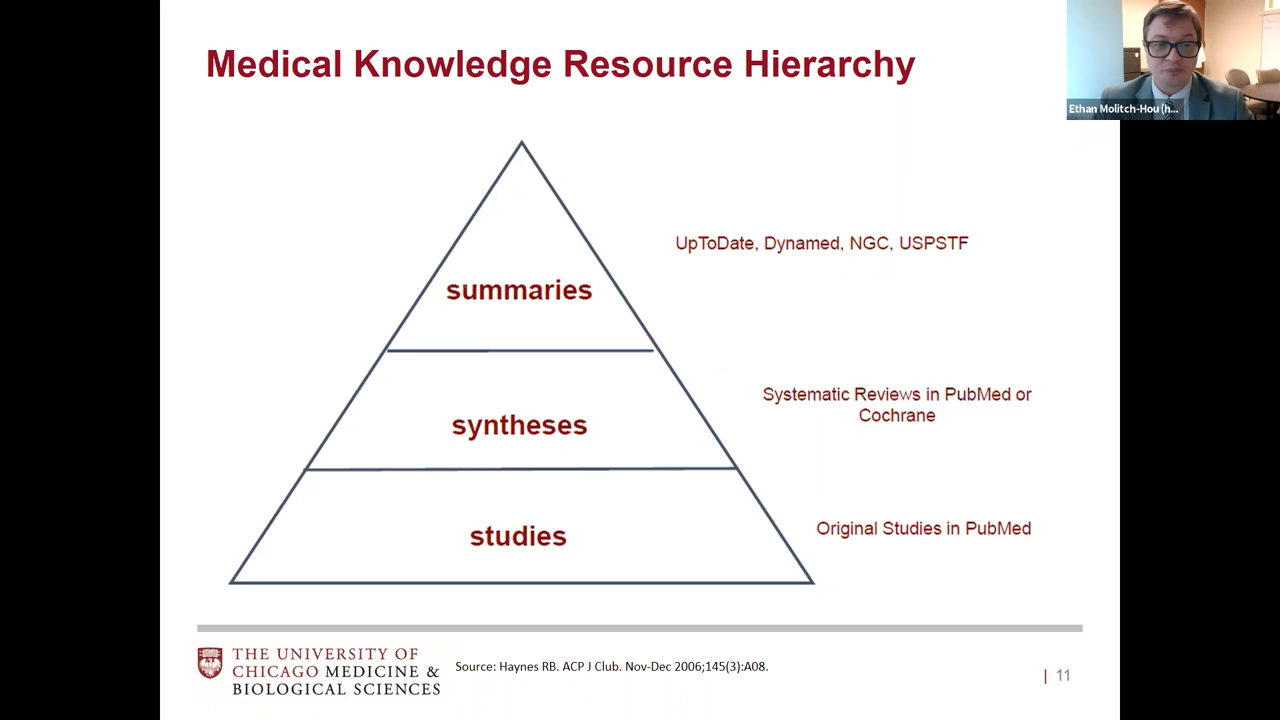 Medical Knowledge Resource Hierarchy
Ethan Molitch-Hou (h...
UpToDate, Dynamed, NGC, USPSTF
summaries
Systematic Reviews in PubMed or
Cochrane
syntheses
Original Studies in PubMed
studies
THE UNIVERSITY OF
CHICAGO MEDICINE &
BIOLOGICAL SCIENCES
Source: Haynes RB. ACP J Club. Nov-Dec 2006;145(3):A08.
| 11